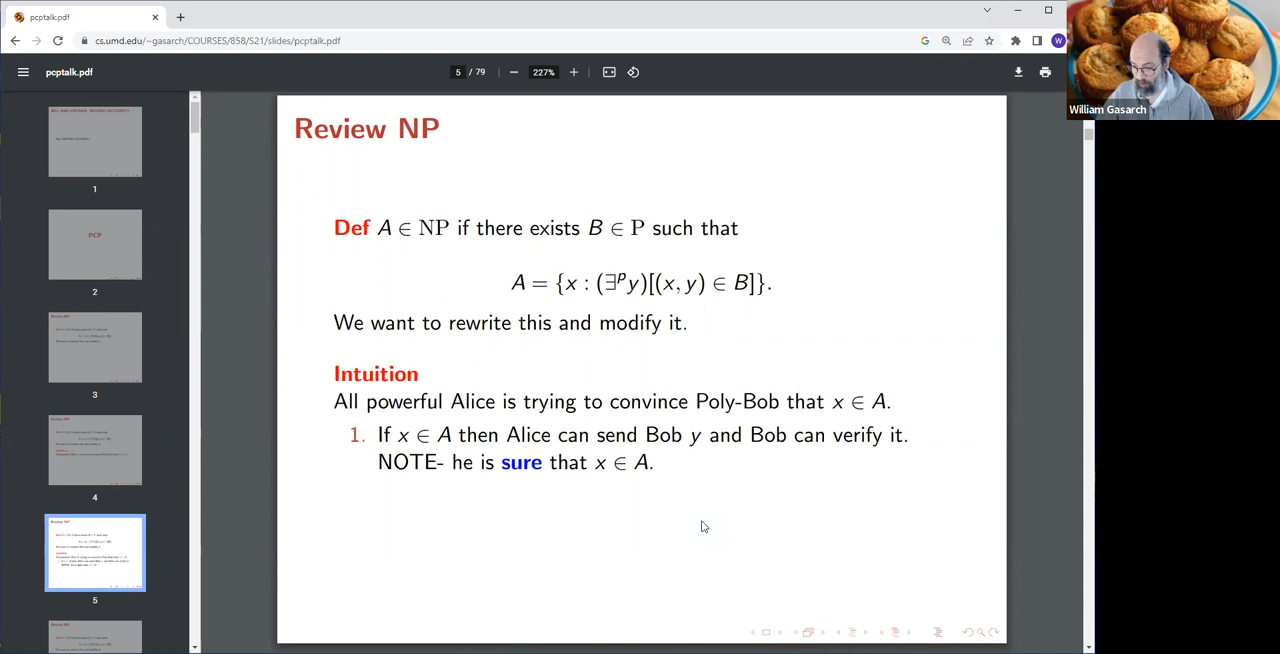 pcptalk.pdf
cs.umd.edu/~gasarch/COURSES/858/S21/slides/pcptalk.pdf
W
pcptalk.pdf
5 / 79
227%
William Gasarch
1
PCP
2
3
4
5
Review NP
Def A ∈ NP if there exists B ∈ P such that
A = {x : (∃ᵖy)[(x, y) ∈ B]}.
We want to rewrite this and modify it.
Intuition
All powerful Alice is trying to convince Poly-Bob that x ∈ A.
1. If x ∈ A then Alice can send Bob y and Bob can verify it.
NOTE- he is sure that x ∈ A.